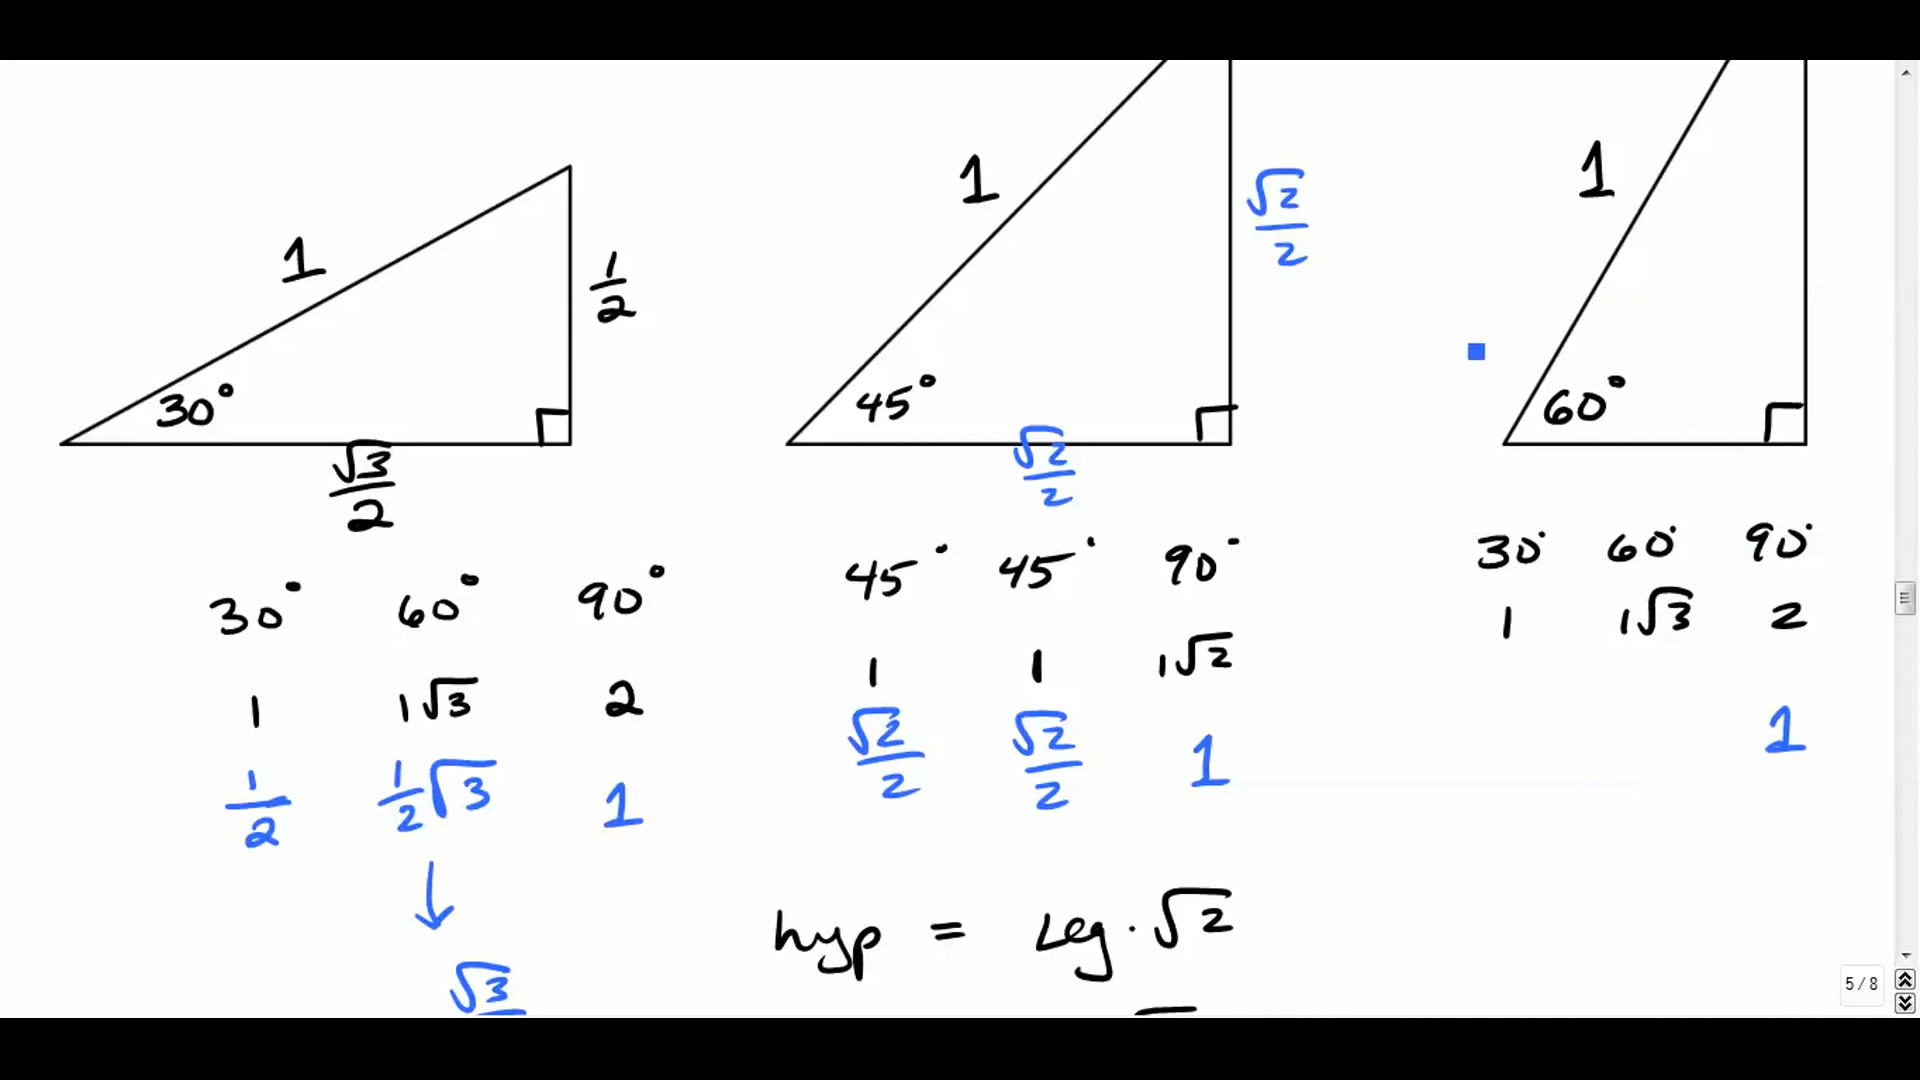 1
1/2
30°
√3/2
30° 60° 90°
1 1√3 2
1/2 1/2√3 1
√3
1
√2/2
45°
√2/2
45° 45° 90°
1 1 1√2
√2/2 √2/2 1
hyp = Leg · √2
1
60°
30° 60° 90°
1 1√3 2
1
5 / 8